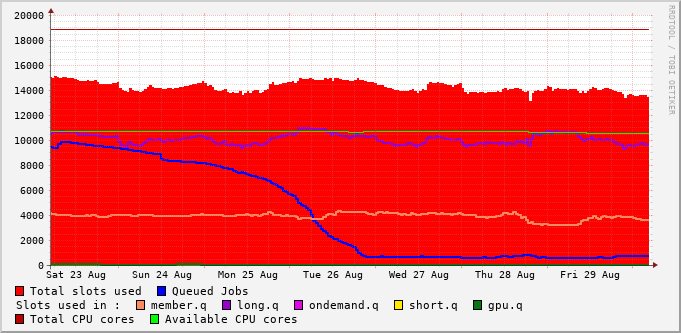 20000
18000
16000
14000
12000
10000
8000
6000
4000
2000
0
Sat 23 Aug Sun 24 Aug Mon 25 Aug Tue 26 Aug Wed 27 Aug Thu 28 Aug Fri 29 Aug
RRDTOOL / TOBI OETIKER
Total slots used Queued Jobs
Slots used in : member.q long.q ondemand.q short.q gpu.q
Total CPU cores Available CPU cores